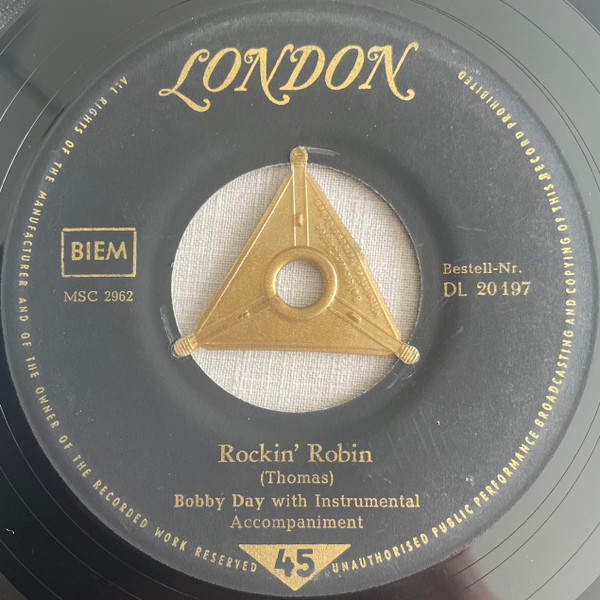 LONDON
ALL RIGHTS OF THE MANUFACTURER AND OF THE OWNER OF THE RECORDED WORK RESERVED
UNAUTHORISED PUBLIC PERFORMANCE BROADCASTING AND COPYING OF THIS RECORD PROHIBITED
BIEM
MSC 2962
Bestell-Nr.
DL 20 197
Rockin' Robin
(Thomas)
Bobby Day with Instrumental
Accompaniment
45